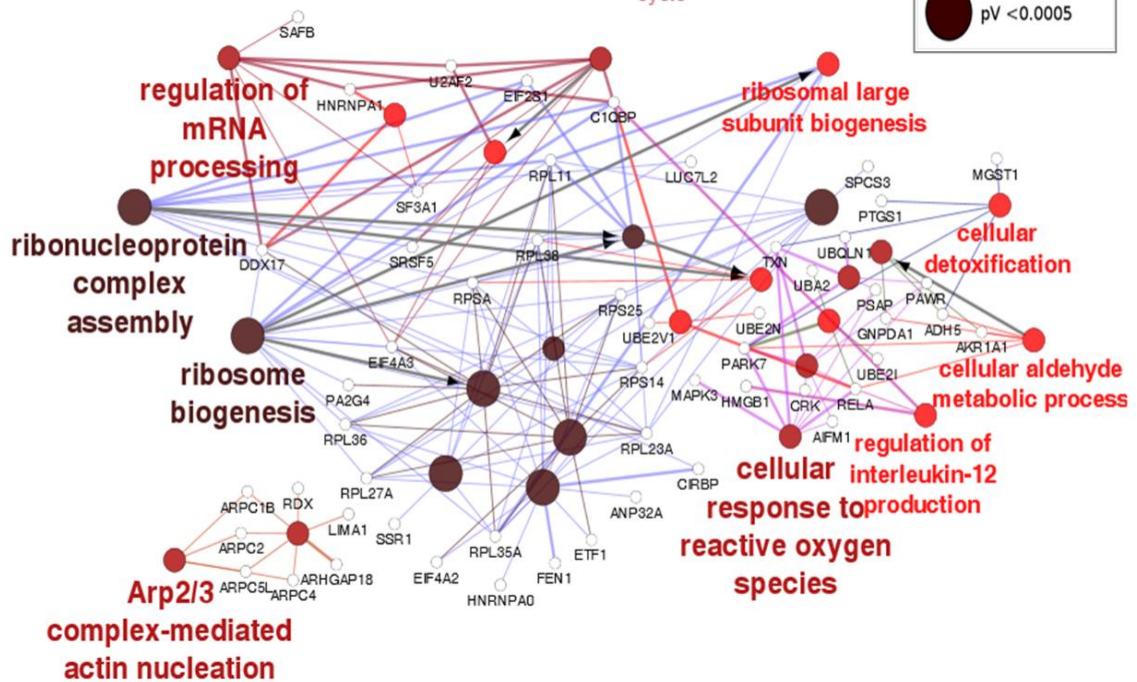 pV <0.0005
SAFB
U2AF2
HNRNPA1
EIF2S1
C1QBP
regulation of
mRNA
processing
ribosomal large
subunit biogenesis
RPL11
LUC7L2
SPCS3
MGST1
SF3A1
PTGS1
ribonucleoprotein
complex
assembly
DDX17
SRSF5
RPL38
TXN
UBQLN1
cellular
detoxification
RPSA
RPS25
UBA2
PSAP
PAWR
UBE2V1
UBE2N
GNPDA1
ADH5
AKR1A1
EIF4A3
PARK7
UBE2I
ribosome
biogenesis
RPS14
cellular aldehyde
metabolic process
PA2G4
MAPK3
HMGB1
CRK
RELA
RPL36
RPL23A
AIFM1
regulation of
interleukin-12
production
cellular
response to
reactive oxygen
species
RPL27A
CIRBP
ANP32A
SSR1
RPL35A
ETF1
EIF4A2
FEN1
HNRNPA0
ARPC1B
RDX
LIMA1
ARPC2
ARPC5L
ARPC4
ARHGAP18
Arp2/3
complex-mediated
actin nucleation